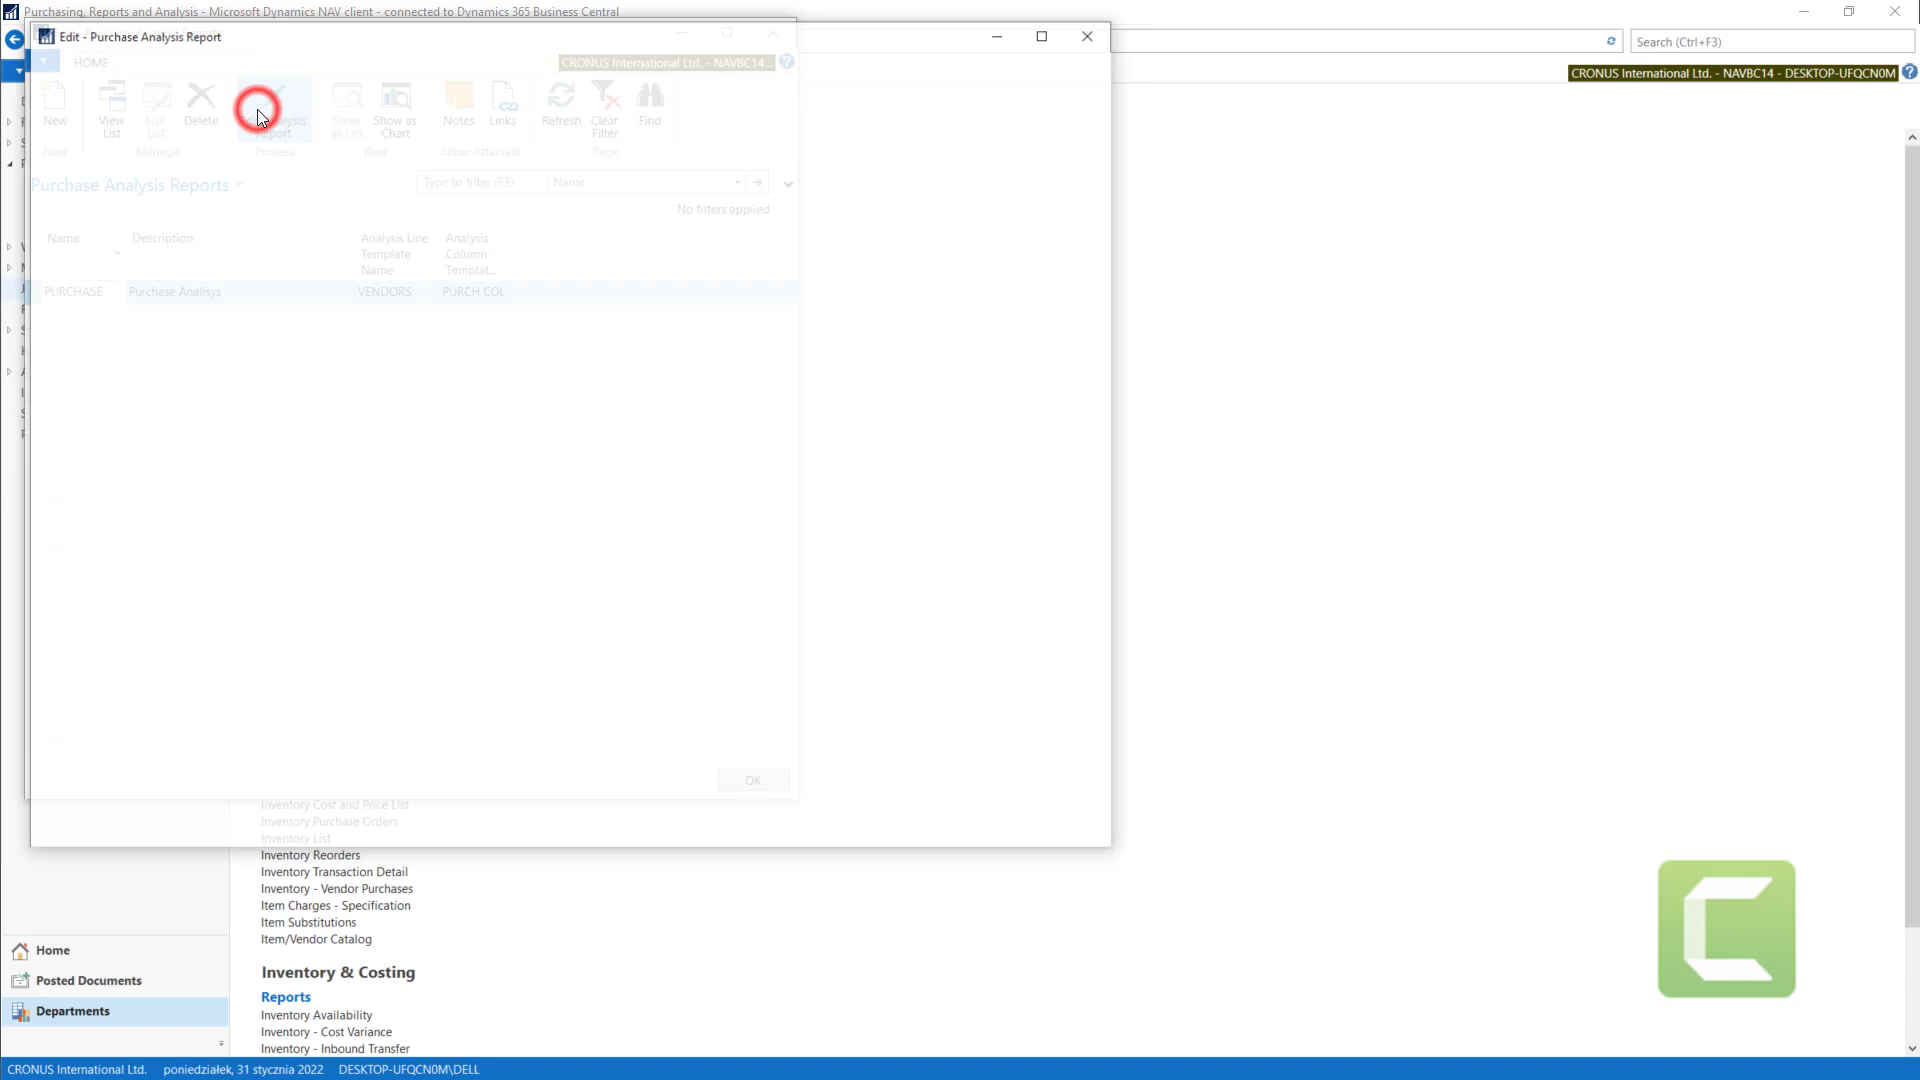 Purchasing, Reports and Analysis - Microsoft Dynamics NAV client - connected to Dynamics 365 Business Central
Edit - Purchase Analysis Report
Search (Ctrl+F3)
HOME
CRONUS International Ltd. - NAVBC14...
CRONUS International Ltd. - NAVBC14 - DESKTOP-UFQCN0M
New
View List
Edit List
Delete
Report
Show as List
Show as Chart
Notes
Links
Refresh
Clear Filter
Find
New
Manage
Process
View
Show Attached
Page
Purchase Analysis Reports
Type to filter (F3)
Name
No filters applied
Name
Description
Analysis Line Template Name
Analysis Column Templat...
PURCHASE
Purchase Analisys
VENDORS
PURCH COL
OK
Inventory Cost and Price List
Inventory Purchase Orders
Inventory List
Inventory Reorders
Inventory Transaction Detail
Inventory - Vendor Purchases
Item Charges - Specification
Item Substitutions
Item/Vendor Catalog
Inventory & Costing
Reports
Inventory Availability
Inventory - Cost Variance
Inventory - Inbound Transfer
Home
Posted Documents
Departments
CRONUS International Ltd.
poniedziałek, 31 stycznia 2022
DESKTOP-UFQCN0M\DELL